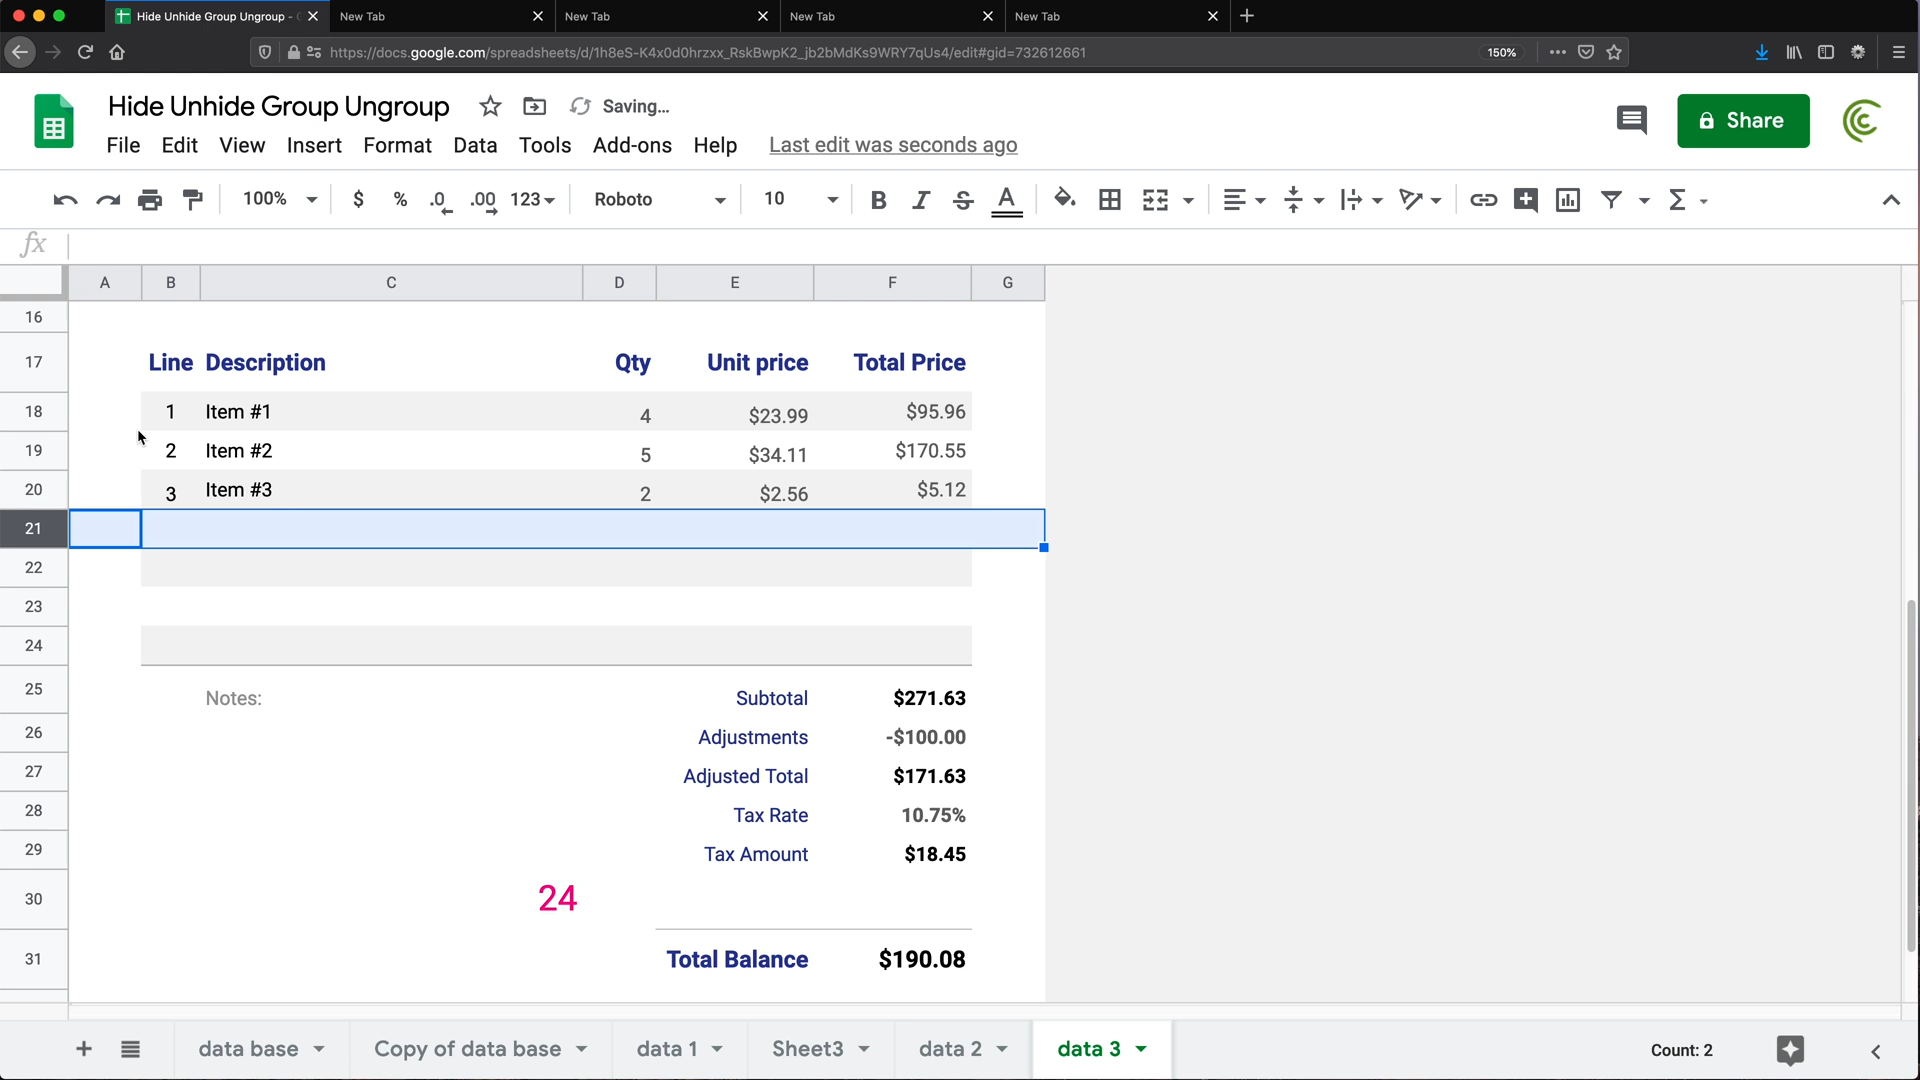 Hide Unhide Group Ungroup -
New Tab
New Tab
New Tab
New Tab
https://docs.google.com/spreadsheets/d/1h8eS-K4x0d0hrzxx_RskBwpK2_jb2bMdKs9WRY7qUs4/edit#gid=732612661
150%
Hide Unhide Group Ungroup
Saving...
Share
File Edit View Insert Format Data Tools Add-ons Help
Last edit was seconds ago
100% $ % .0 .00 123 Roboto 10 B I S A Σ
fx
A B C D E F G
16
17 Line Description Qty Unit price Total Price
18 1 Item #1 4 $23.99 $95.96
19 2 Item #2 5 $34.11 $170.55
20 3 Item #3 2 $2.56 $5.12
21
22
23
24
25 Notes: Subtotal $271.63
26 Adjustments -$100.00
27 Adjusted Total $171.63
28 Tax Rate 10.75%
29 Tax Amount $18.45
30 24
31 Total Balance $190.08
data base Copy of data base data 1 Sheet3 data 2 data 3
Count: 2